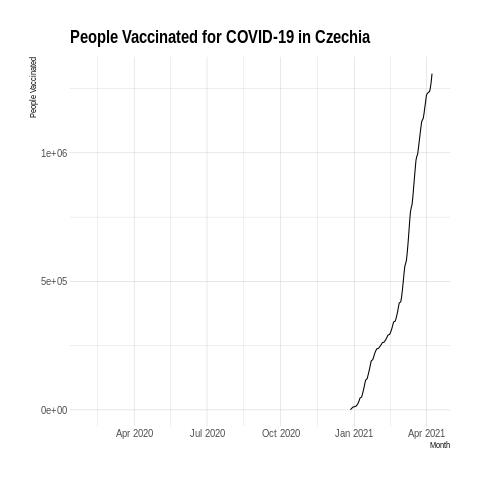 People Vaccinated for COVID-19 in Czechia
People Vaccinated
1e+06
5e+05
0e+00
Apr 2020 Jul 2020 Oct 2020 Jan 2021 Apr 2021
Month